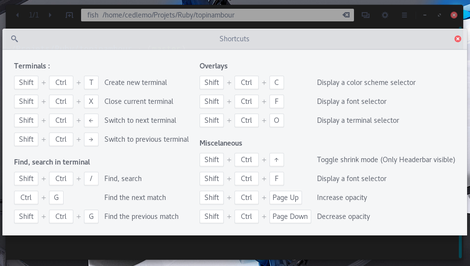 1/1
fish /home/cedlemo/Projets/Ruby/topinambour
Shortcuts
Terminals :
Shift + Ctrl + T Create new terminal
Shift + Ctrl + X Close current terminal
Shift + Ctrl + ← Switch to next terminal
Shift + Ctrl + → Switch to previous terminal
Find, search in terminal
Shift + Ctrl + / Find, search
Ctrl + G Find the next match
Shift + Ctrl + G Find the previous match
Overlays
Shift + Ctrl + C Display a color scheme selector
Shift + Ctrl + F Display a font selector
Shift + Ctrl + O Display a terminal selector
Miscelaneous
Shift + Ctrl + ↑ Toggle shrink mode (Only Headerbar visible)
Shift + Ctrl + F Display a font selector
Shift + Ctrl + Page Up Increase opacity
Shift + Ctrl + Page Down Decrease opacity